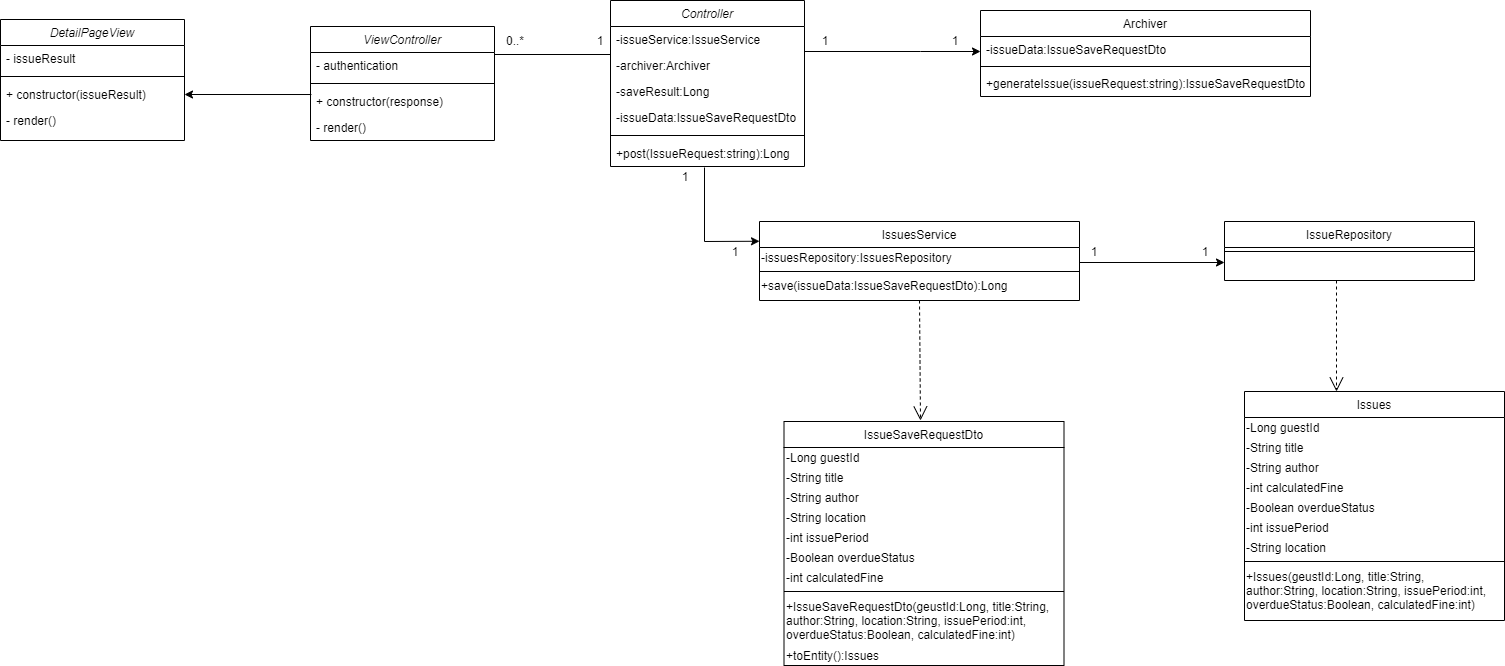 DetailPageView
- issueResult
+ constructor(issueResult)
- render()
ViewController
- authentication
+ constructor(response)
- render()
0..*
1
Controller
-issueService:IssueService
-archiver:Archiver
-saveResult:Long
-issueData:IssueSaveRequestDto
+post(IssueRequest:string):Long
1
1
Archiver
-issueData:IssueSaveRequestDto
+generateIssue(issueRequest:string):IssueSaveRequestDto
1
1
IssuesService
-issuesRepository:IssuesRepository
+save(issueData:IssueSaveRequestDto):Long
1
1
IssueRepository
IssueSaveRequestDto
-Long guestId
-String title
-String author
-String location
-int issuePeriod
-Boolean overdueStatus
-int calculatedFine
+IssueSaveRequestDto(geustId:Long, title:String,
author:String, location:String, issuePeriod:int,
overdueStatus:Boolean, calculatedFine:int)
+toEntity():Issues
Issues
-Long guestId
-String title
-String author
-int calculatedFine
-Boolean overdueStatus
-int issuePeriod
-String location
+Issues(geustId:Long, title:String,
author:String, location:String, issuePeriod:int,
overdueStatus:Boolean, calculatedFine:int)